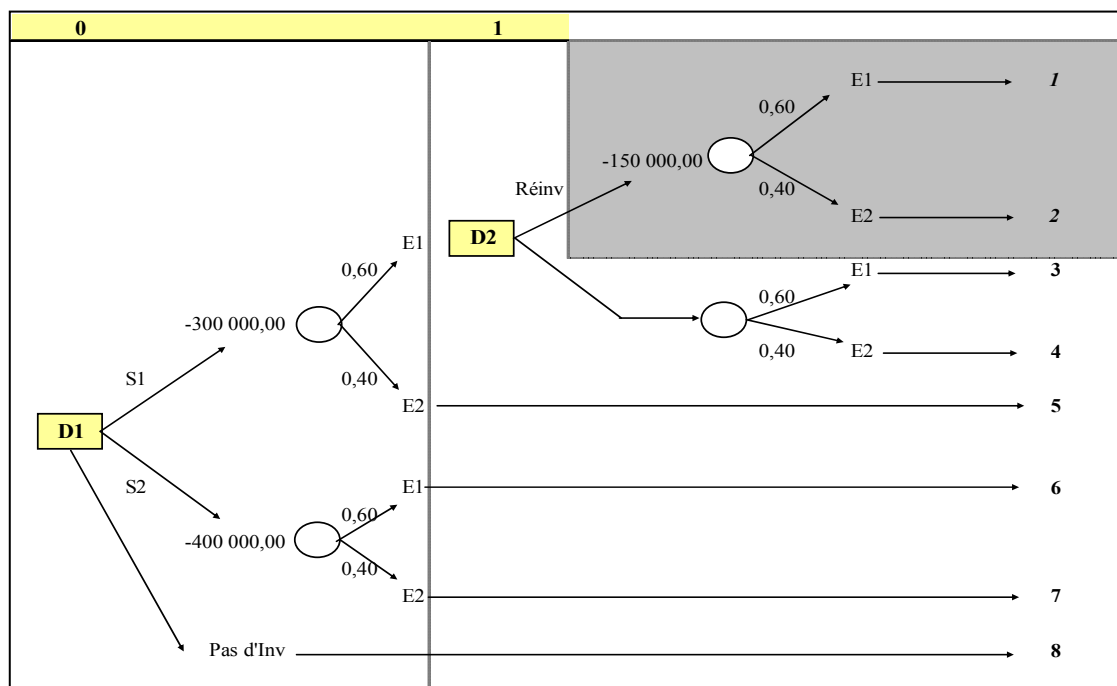 0 1
E1 1
0,60
-150 000,00
Réinv
0,40
E2 2
D2
E1
E1 3
0,60
0,60
-300 000,00
0,40
E2 4
S1
0,40
E2 5
D1
S2
E1 6
0,60
-400 000,00
0,40
E2 7
Pas d'Inv 8